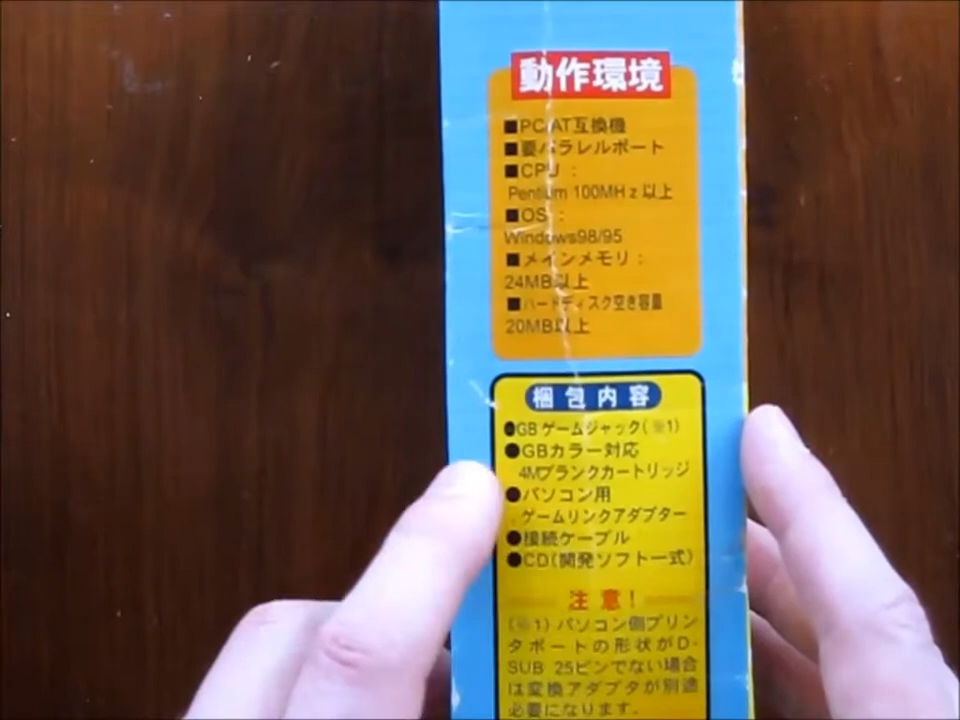 動作環境
■PC/AT互換機
■要パラレルポート
■CPU：
Pentium 100MHｚ以上
■OS：
Windows98/95
■メインメモリ：
24MB以上
■ハードディスク空き容量
20MB以上
梱包内容
●GBゲームジャック(※1)
●GBカラー対応
4Mブランクカートリッジ
●パソコン用
ゲームリンクアダプター
●接続ケーブル
●CD(開発ソフト一式)
注意！
(※1)パソコン側プリン
タポートの形状がD-
SUB 25ピンでない場合
は変換アダプタが別途
必要になります。